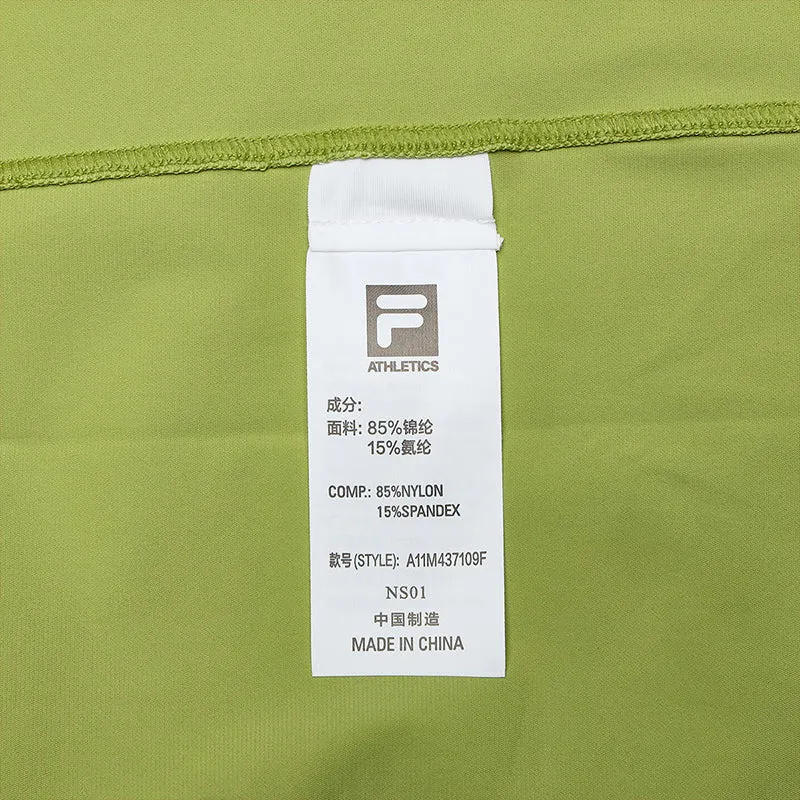 F
ATHLETICS
成分:
面料: 85%锦纶
15%氨纶
COMP.: 85%NYLON
15%SPANDEX
款号(STYLE): A11M437109F
NS01
中国制造
MADE IN CHINA